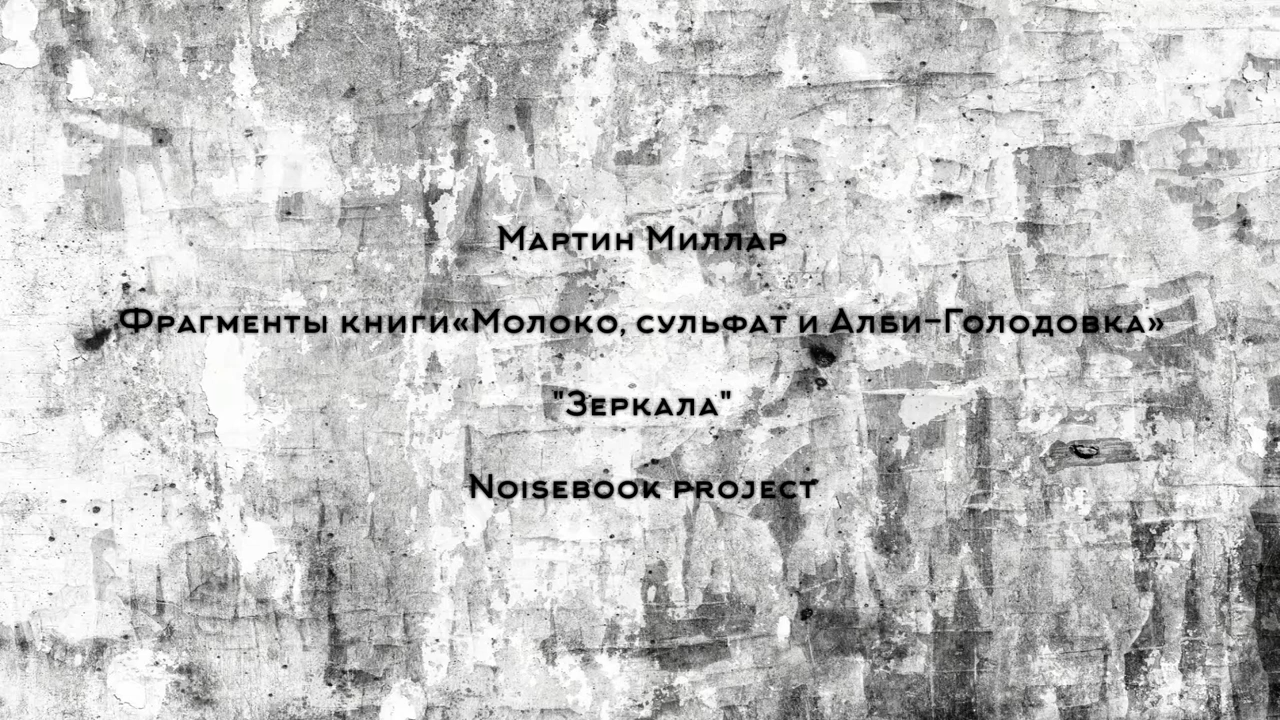 Мартин Миллар
Фрагменты книги«Молоко, сульфат и Алби-Голодовка»
"Зеркала"
Noisebook project